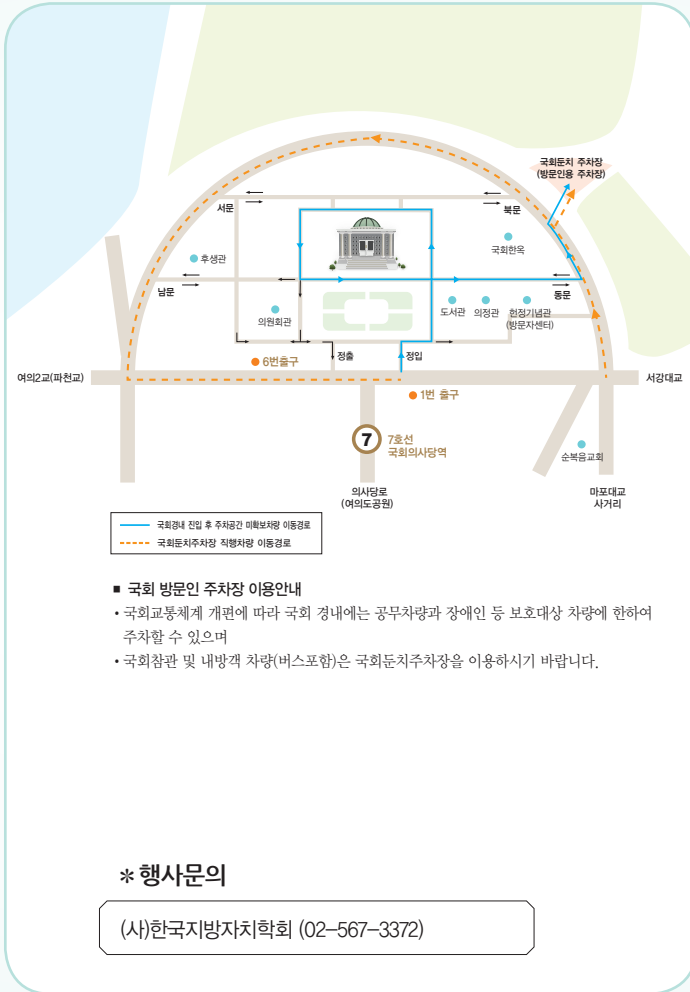 국회둔치 주차장
(방문인용 주차장)
서문
북문
국회한옥
후생관
남문
동문
의원회관
도서관
의정관
헌정기념관
(방문자센터)
정출
정입
6번출구
여의2교(파천교)
서강대교
1번 출구
7
7호선
국회의사당역
순복음교회
의사당로
(여의도공원)
마포대교
사거리
국회경내 진입 후 주차공간 미확보차량 이동경로
국회둔치주차장 직행차량 이동경로
■ 국회 방문인 주차장 이용안내
• 국회교통체계 개편에 따라 국회 경내에는 공무차량과 장애인 등 보호대상 차량에 한하여
주차할 수 있으며
• 국회참관 및 내방객 차량(버스포함)은 국회둔치주차장을 이용하시기 바랍니다.
* 행사문의
(사)한국지방자치학회 (02-567-3372)